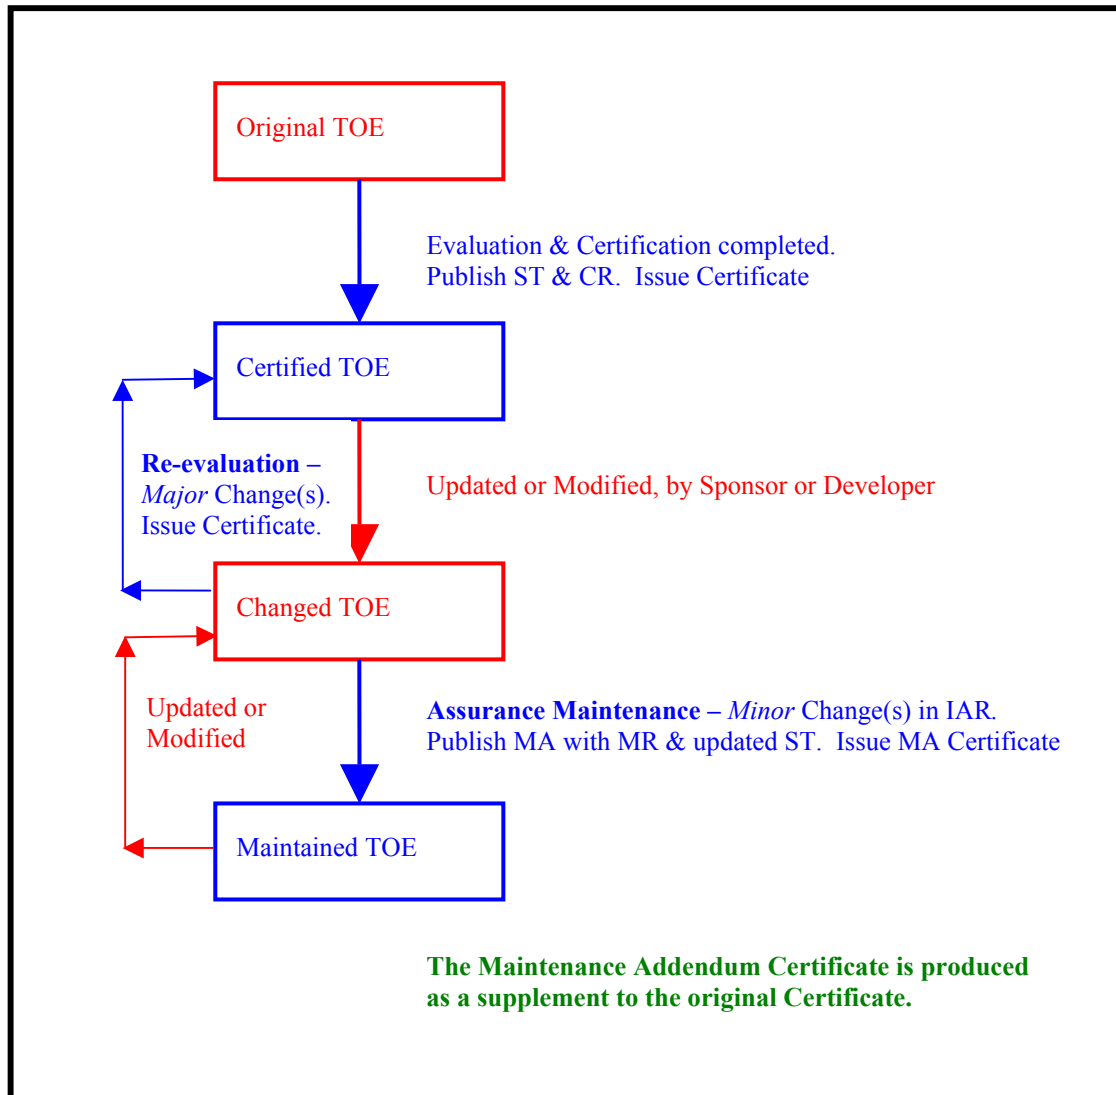 Original TOE
Evaluation & Certification completed.
Publish ST & CR.  Issue Certificate
Certified TOE
Re-evaluation –
Major Change(s).
Issue Certificate.
Updated or Modified, by Sponsor or Developer
Changed TOE
Updated or
Modified
Assurance Maintenance – Minor Change(s) in IAR.
Publish MA with MR & updated ST.  Issue MA Certificate
Maintained TOE
The Maintenance Addendum Certificate is produced
as a supplement to the original Certificate.